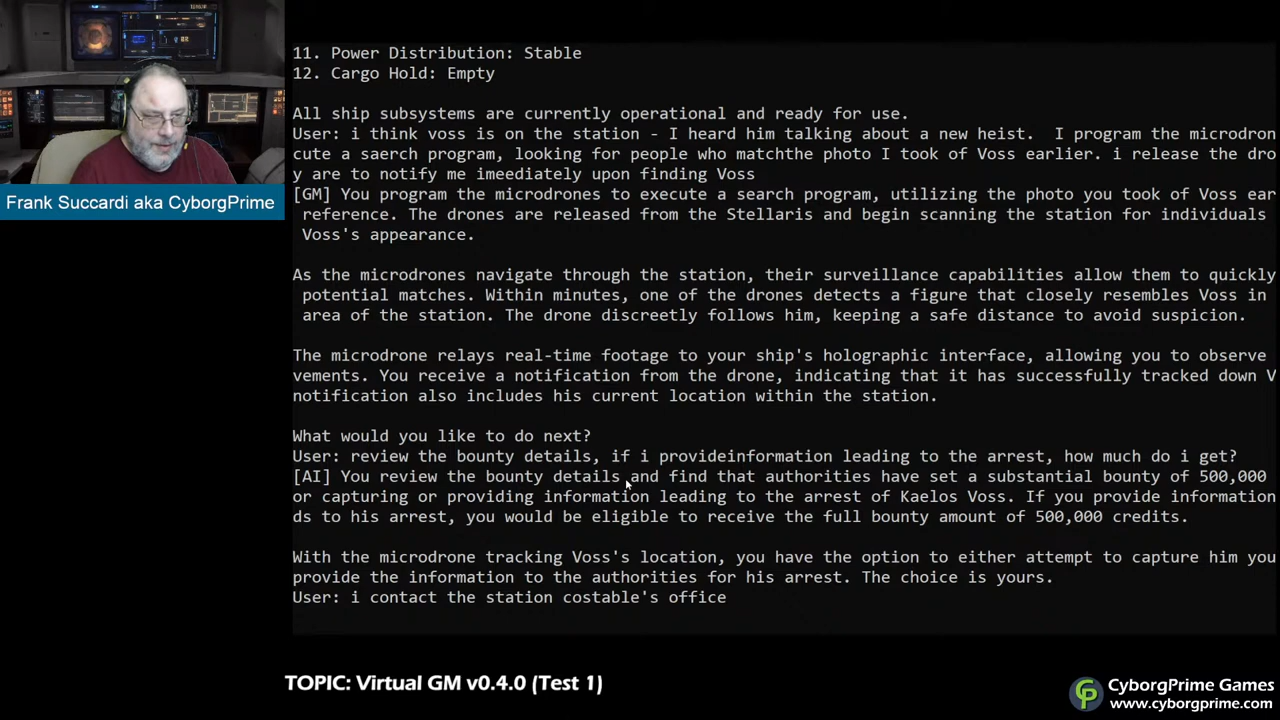 11. Power Distribution: Stable
12. Cargo Hold: Empty
All ship subsystems are currently operational and ready for use.
User: i think voss is on the station - I heard him talking about a new heist.  I program the microdron
cute a saerch program, looking for people who matchthe photo I took of Voss earlier. i release the dro
y are to notify me imeediately upon finding Voss
[GM] You program the microdrones to execute a search program, utilizing the photo you took of Voss ear
reference. The drones are released from the Stellaris and begin scanning the station for individuals
Voss's appearance.
As the microdrones navigate through the station, their surveillance capabilities allow them to quickly
potential matches. Within minutes, one of the drones detects a figure that closely resembles Voss in
area of the station. The drone discreetly follows him, keeping a safe distance to avoid suspicion.
The microdrone relays real-time footage to your ship's holographic interface, allowing you to observe
vements. You receive a notification from the drone, indicating that it has successfully tracked down V
notification also includes his current location within the station.
What would you like to do next?
User: review the bounty details, if i provideinformation leading to the arrest, how much do i get?
[AI] You review the bounty details and find that authorities have set a substantial bounty of 500,000
or capturing or providing information leading to the arrest of Kaelos Voss. If you provide information
ds to his arrest, you would be eligible to receive the full bounty amount of 500,000 credits.
With the microdrone tracking Voss's location, you have the option to either attempt to capture him you
provide the information to the authorities for his arrest. The choice is yours.
User: i contact the station costable's office
Frank Succardi aka CyborgPrime
TOPIC: Virtual GM v0.4.0 (Test 1)
CyborgPrime Games
www.cyborgprime.com